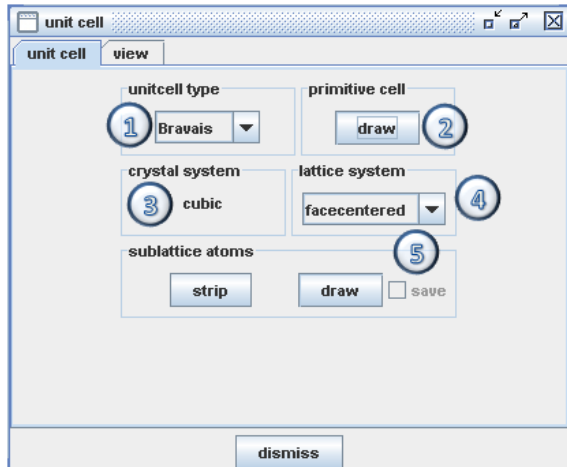 unit cell
unit cell view
unitcell type primitive cell
1 Bravais draw 2
crystal system lattice system
3 cubic facecentered 4
5
sublattice atoms
strip draw save
dismiss